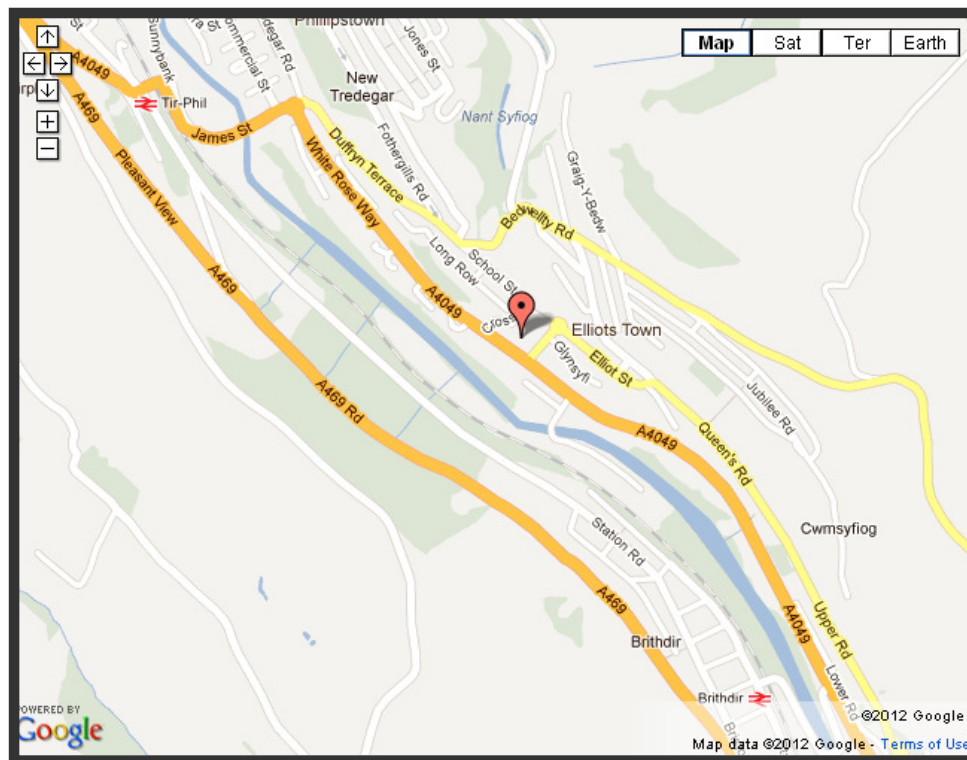 Phillipstown
Map Sat Ter Earth
A4049
Sunnybank
Commercial St
Tredegar Rd
Jones St
New
Tredegar
Tir-Phil
James St
A469
Nant Syfiog
Duffryn Terrace
Fothergills Rd
White Rose Way
Graig-Y-Bedw
Pleasant View
Bedwellty Rd
Long Row
School St
A469
A4049
Elliots Town
Glynsyfi
Elliot St
A469 Rd
Jubilee Rd
A4049
Queen's Rd
Station Rd
Cwmsyfiog
A469
A4049
Upper Rd
Brithdir
Lower Rd
Brithdir
POWERED BY
Google
©2012 Google
Map data ©2012 Google - Terms of Use